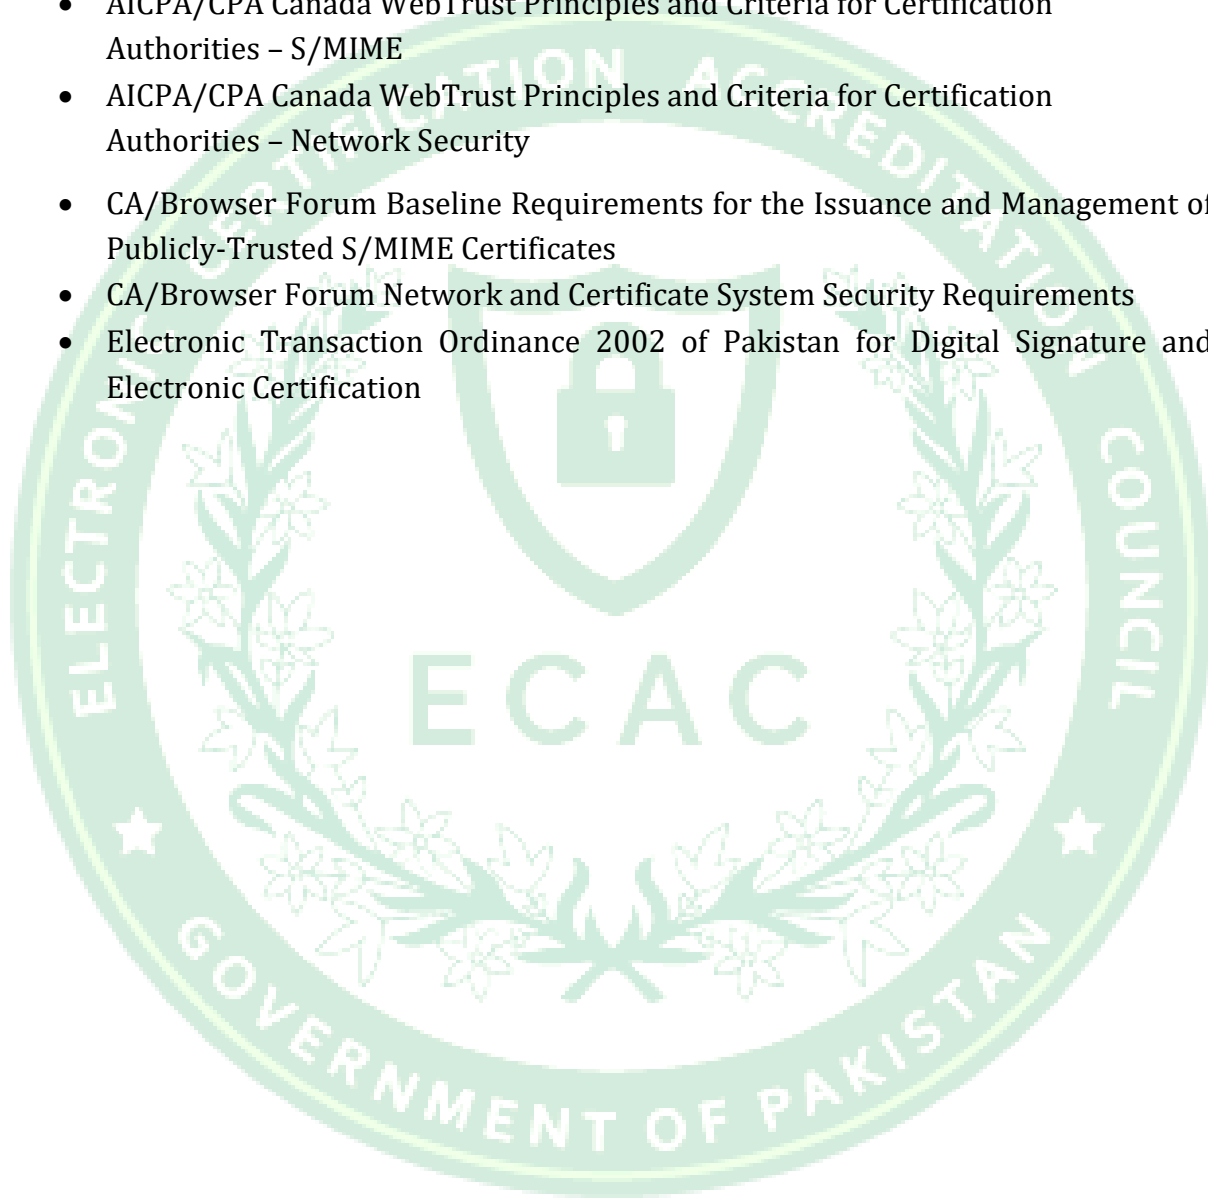 • AICPA/CPA Canada WebTrust Principles and Criteria for Certification
Authorities – S/MIME
• AICPA/CPA Canada WebTrust Principles and Criteria for Certification
Authorities – Network Security
• CA/Browser Forum Baseline Requirements for the Issuance and Management of
Publicly-Trusted S/MIME Certificates
• CA/Browser Forum Network and Certificate System Security Requirements
• Electronic Transaction Ordinance 2002 of Pakistan for Digital Signature and
Electronic Certification
ELECTRONIC CERTIFICATION ACCREDITATION COUNCIL
ECAC
GOVERNMENT OF PAKISTAN